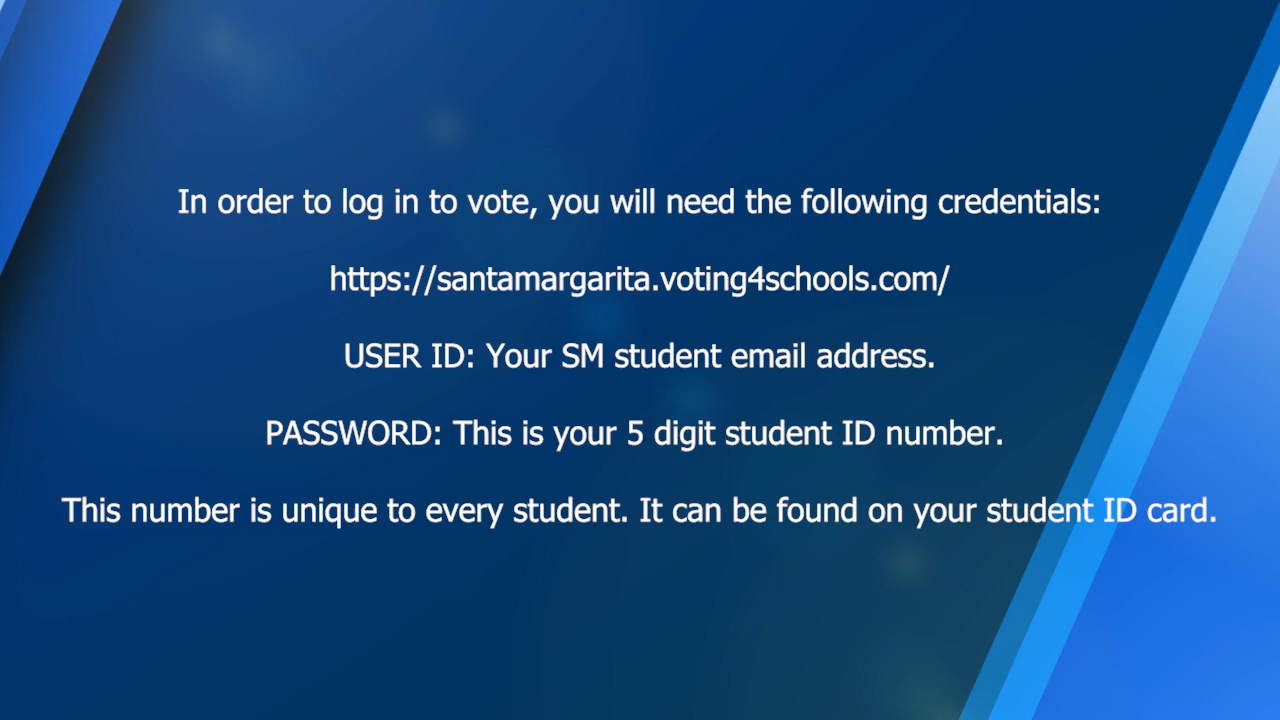 In order to log in to vote, you will need the following credentials:
https://santamargarita.voting4schools.com/
USER ID: Your SM student email address.
PASSWORD: This is your 5 digit student ID number.
This number is unique to every student. It can be found on your student ID card.